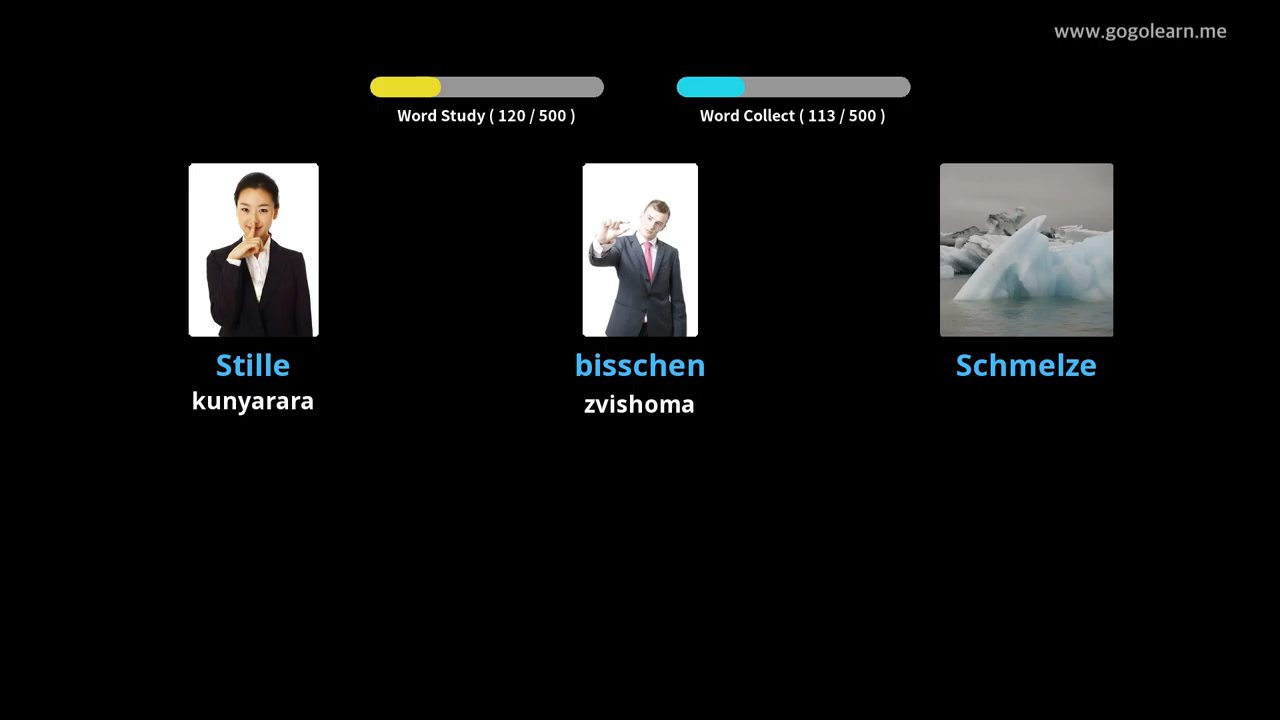 www.gogolearn.me
Word Study ( 120 / 500 )
Word Collect ( 113 / 500 )
Stille
kunyarara
bisschen
zvishoma
Schmelze